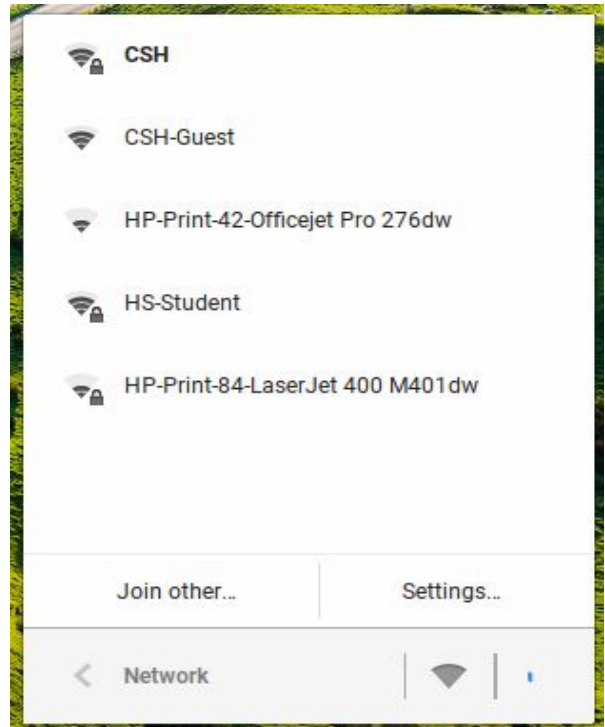 CSH
CSH-Guest
HP-Print-42-Officejet Pro 276dw
HS-Student
HP-Print-84-LaserJet 400 M401dw
Join other... Settings...
Network